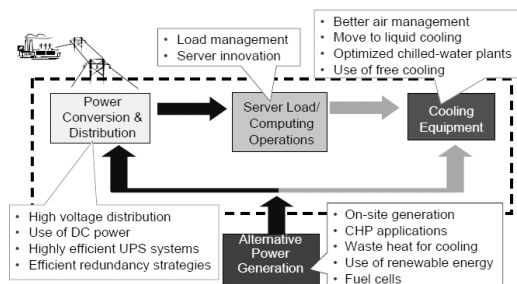 • Better air management
• Move to liquid cooling
• Optimized chilled-water plants
• Use of free cooling
• Load management
• Server innovation
Power
Conversion &
Distribution
Server Load/
Computing
Operations
Cooling
Equipment
• High voltage distribution
• Use of DC power
• Highly efficient UPS systems
• Efficient redundancy strategies
Alternative
Power
Generation
• On-site generation
• CHP applications
• Waste heat for cooling
• Use of renewable energy
• Fuel cells